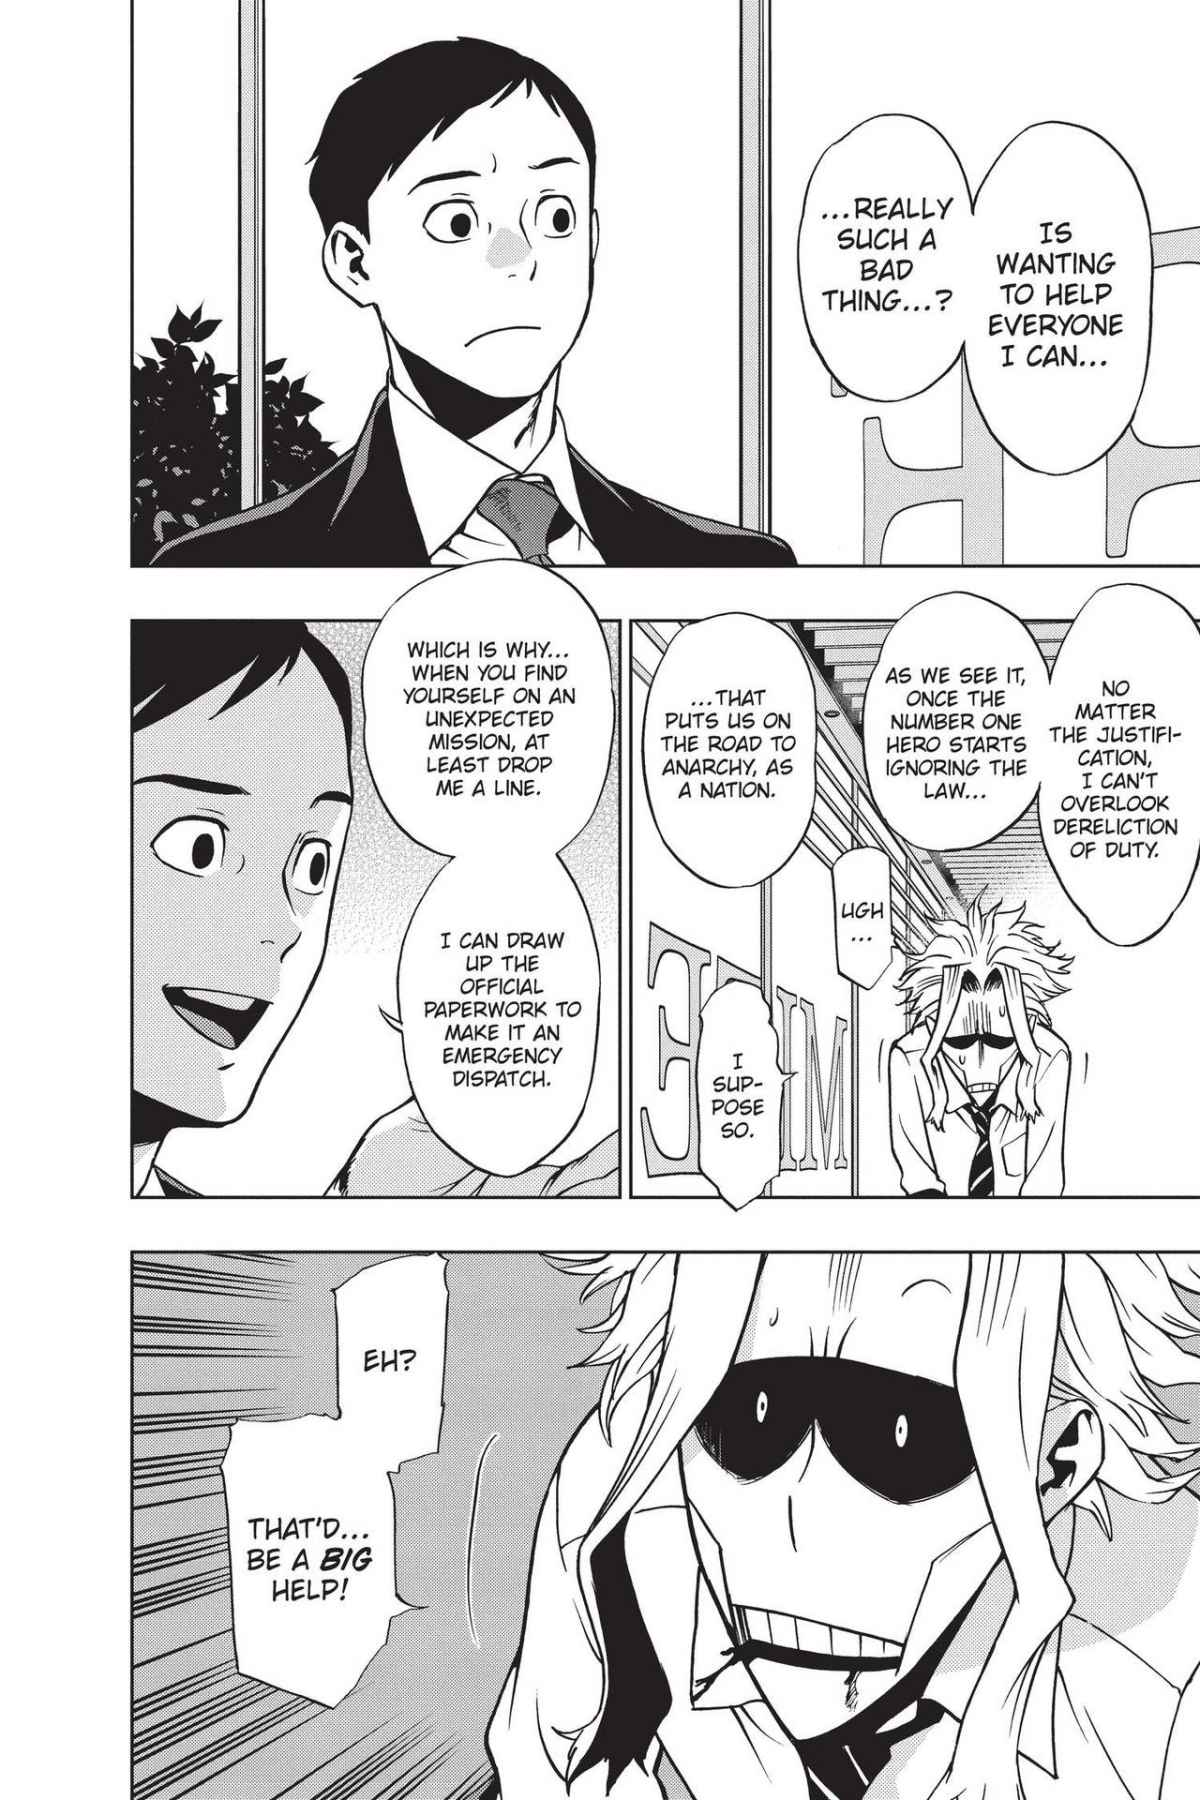 IS
WANTING
TO HELP
EVERYONE
I CAN...
...REALLY
SUCH A
BAD
THING...?
NO
MATTER
THE JUSTIFI-
CATION,
I CAN'T
OVERLOOK
DERELICTION
OF DUTY.
AS WE SEE IT,
ONCE THE
NUMBER ONE
HERO STARTS
IGNORING THE
LAW...
...THAT
PUTS US ON
THE ROAD TO
ANARCHY, AS
A NATION.
UGH
...
I
SUP-
POSE
SO.
WHICH IS WHY...
WHEN YOU FIND
YOURSELF ON AN
UNEXPECTED
MISSION, AT
LEAST DROP
ME A LINE.
I CAN DRAW
UP THE
OFFICIAL
PAPERWORK TO
MAKE IT AN
EMERGENCY
DISPATCH.
EH?
THAT'D...
BE A BIG
HELP!